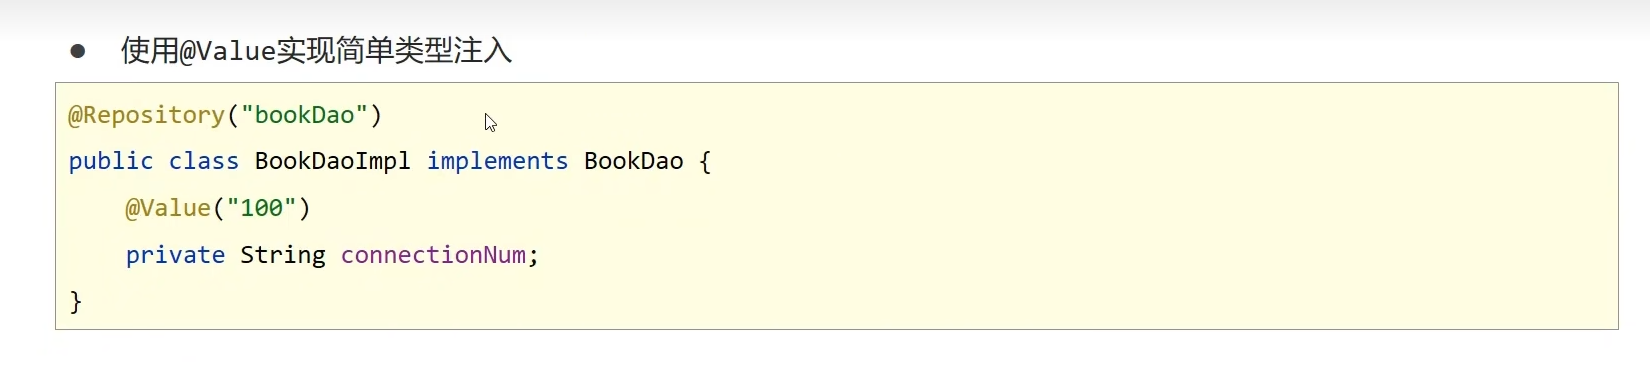 ● 使用@Value实现简单类型注入
@Repository("bookDao")
public class BookDaoImpl implements BookDao {
    @Value("100")
    private String connectionNum;
}